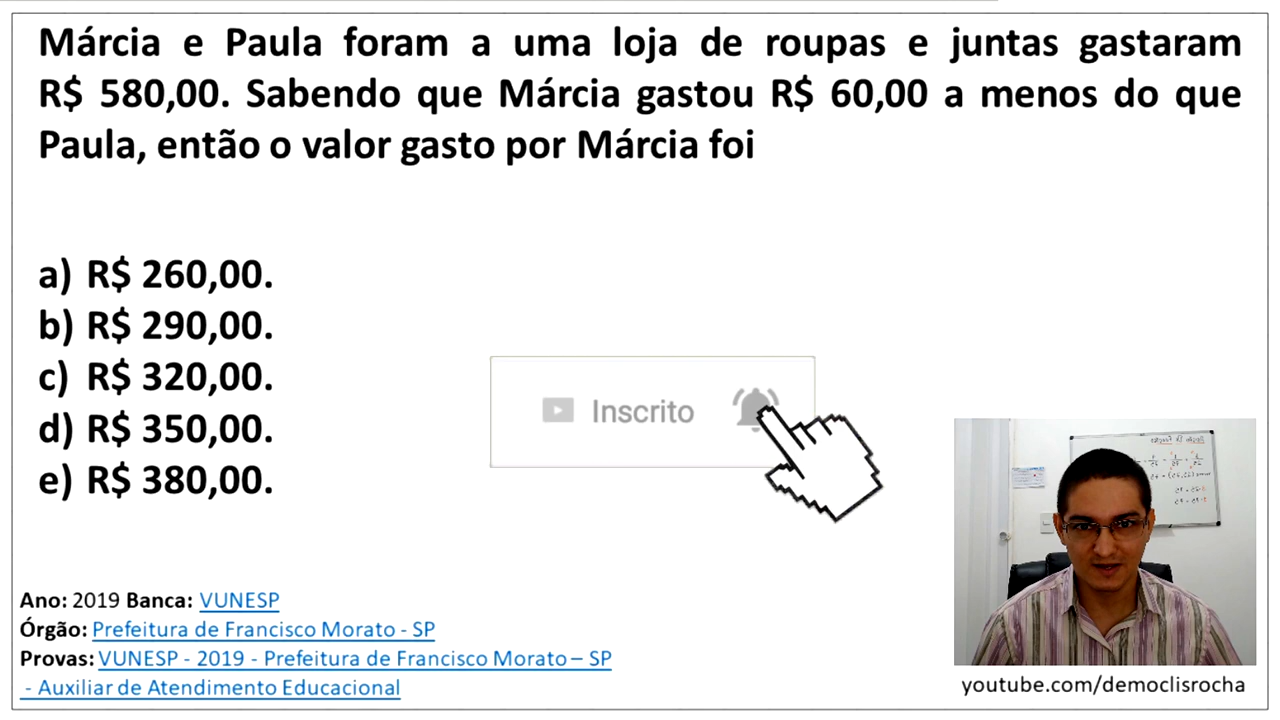 Márcia e Paula foram a uma loja de roupas e juntas gastaram
R$ 580,00. Sabendo que Márcia gastou R$ 60,00 a menos do que
Paula, então o valor gasto por Márcia foi
a) R$ 260,00.
b) R$ 290,00.
c) R$ 320,00.
d) R$ 350,00.
e) R$ 380,00.
Inscrito
Ano: 2019 Banca: VUNESP
Órgão: Prefeitura de Francisco Morato - SP
Provas: VUNESP - 2019 - Prefeitura de Francisco Morato – SP
- Auxiliar de Atendimento Educacional
youtube.com/democlisrocha